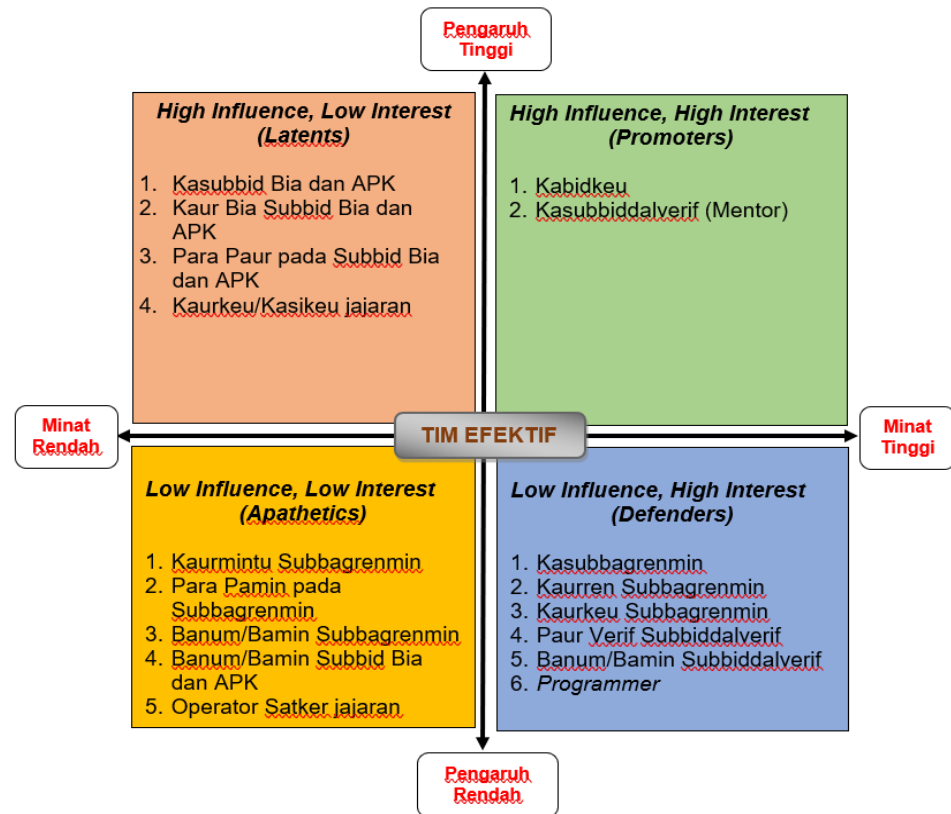 Pengaruh
Tinggi
High Influence, Low Interest
(Latents)
1. Kasubbid Bia dan APK
2. Kaur Bia Subbid Bia dan
APK
3. Para Paur pada Subbid Bia
dan APK
4. Kaurkeu/Kasikeu jajaran
High Influence, High Interest
(Promoters)
1. Kabidkeu
2. Kasubbiddalverif (Mentor)
Minat
Rendah
TIM EFEKTIF
Minat
Tinggi
Low Influence, Low Interest
(Apathetics)
1. Kaurmintu Subbagrenmin
2. Para Pamin pada
Subbagrenmin
3. Banum/Bamin Subbagrenmin
4. Banum/Bamin Subbid Bia
dan APK
5. Operator Satker jajaran
Low Influence, High Interest
(Defenders)
1. Kasubbagrenmin
2. Kaurren Subbagrenmin
3. Kaurkeu Subbagrenmin
4. Paur Verif Subbiddalverif
5. Banum/Bamin Subbiddalverif
6. Programmer
Pengaruh
Rendah